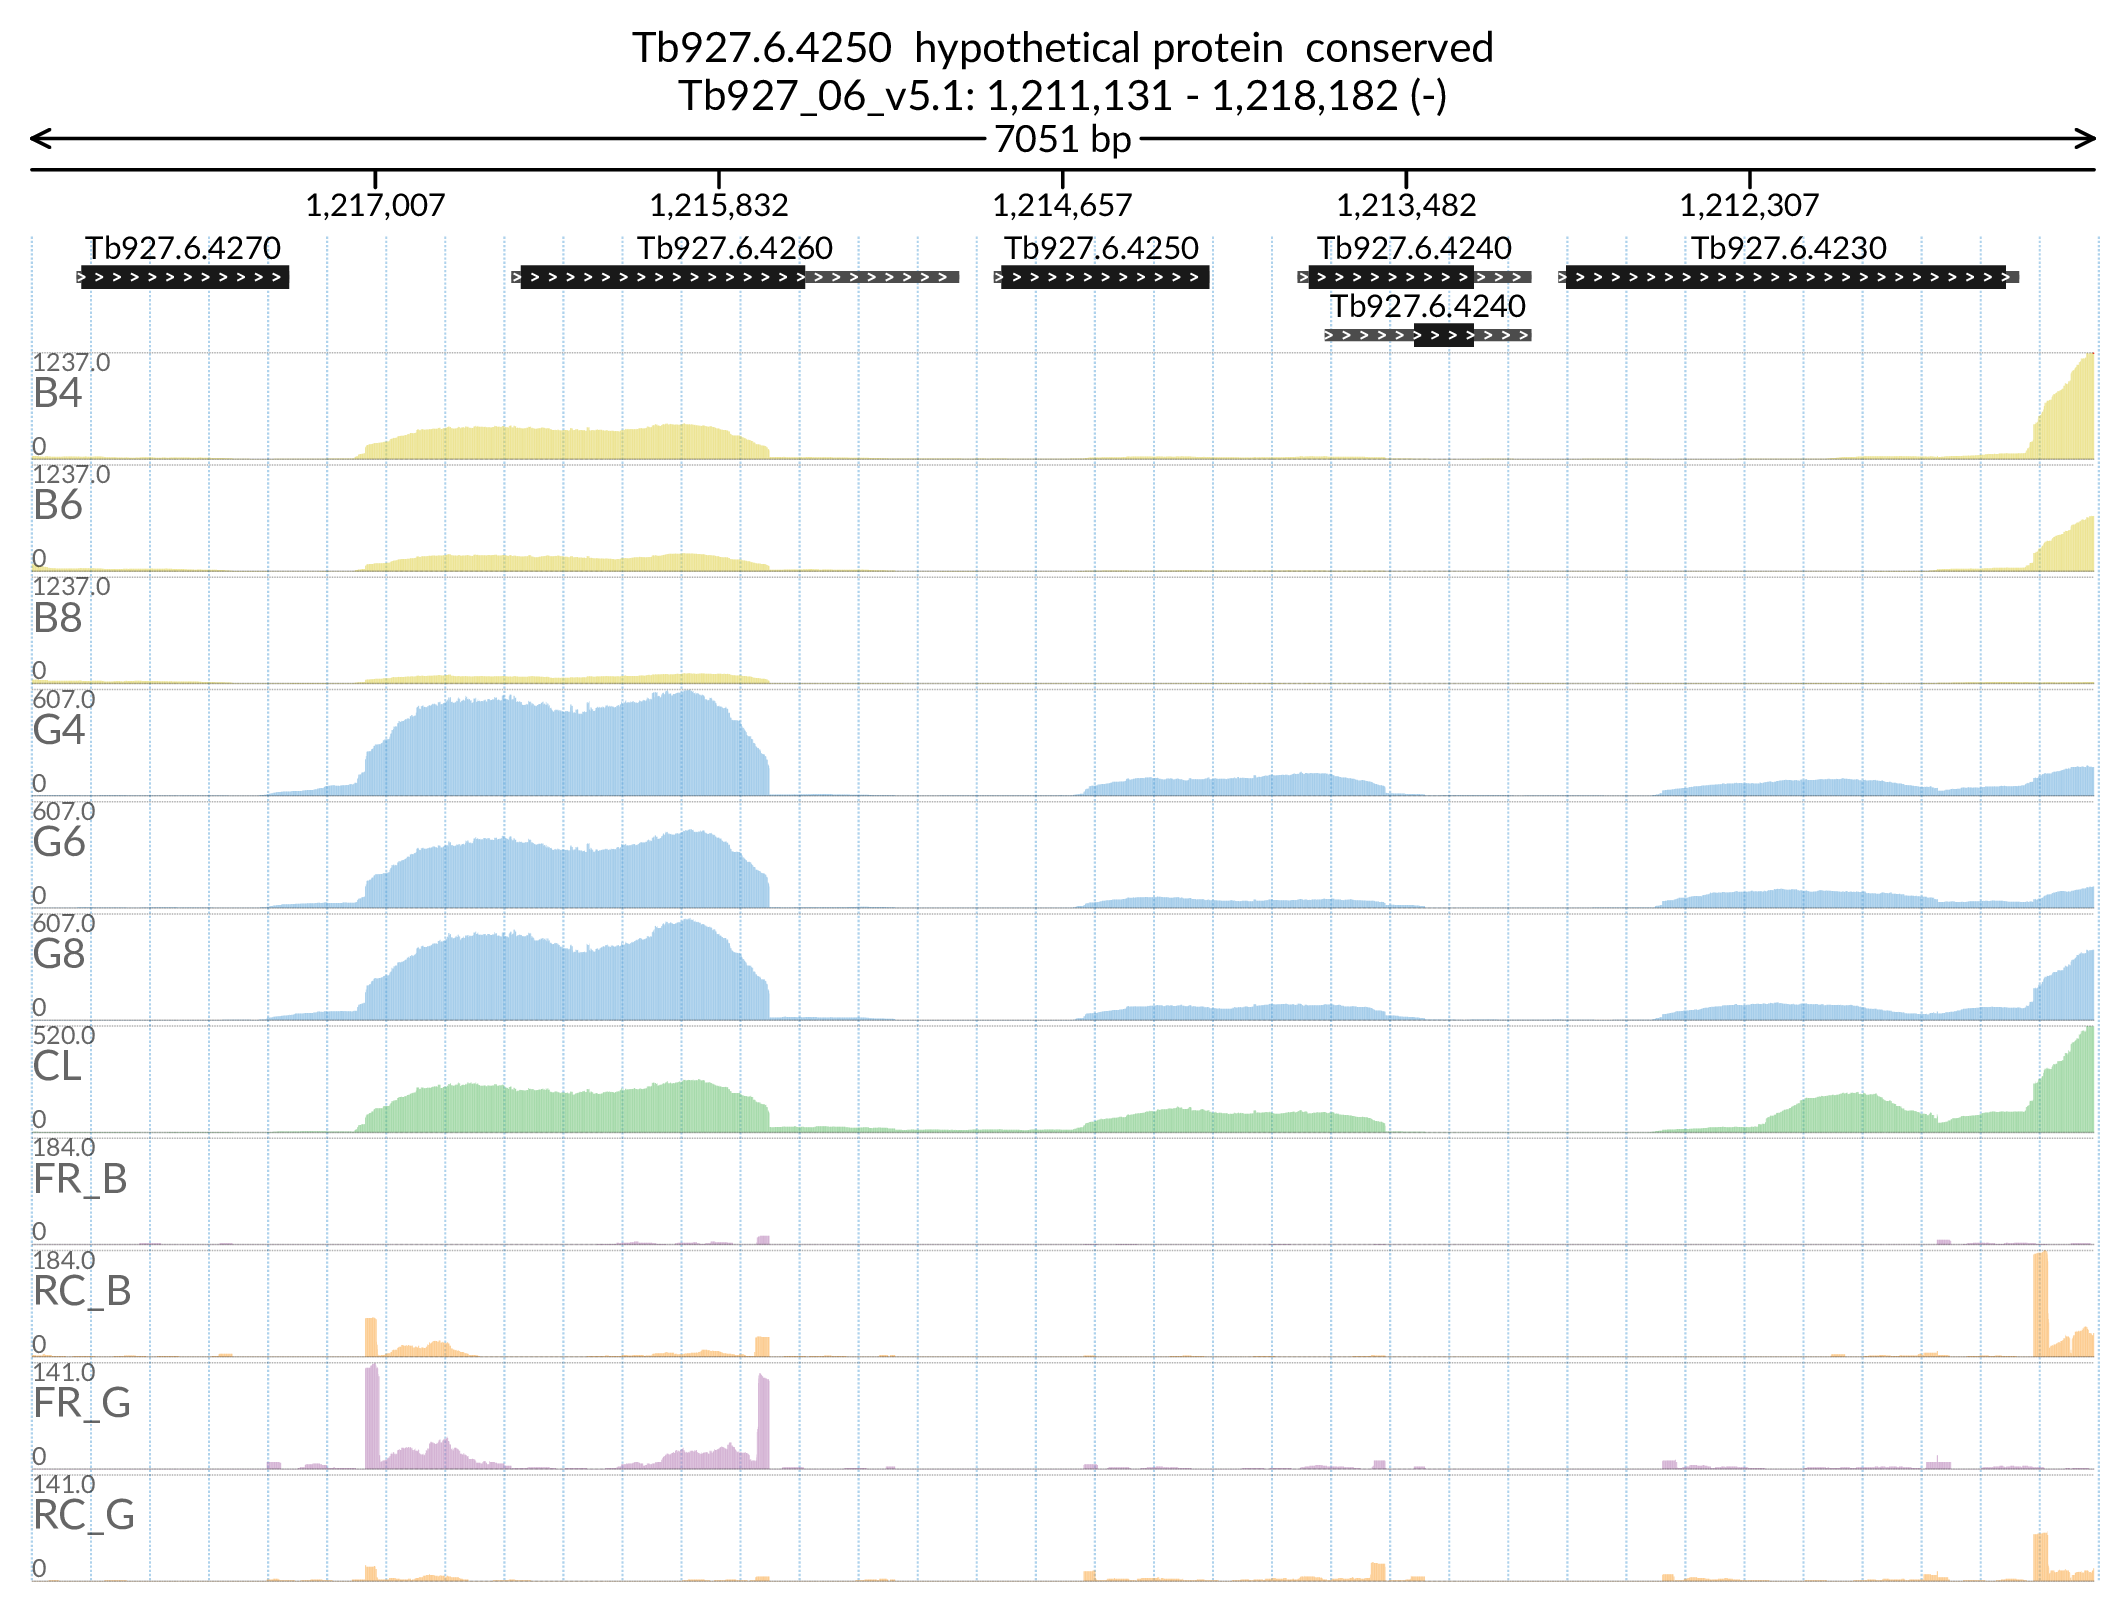 Tb927.6.4250  hypothetical protein  conserved
Tb927_06_v5.1: 1,211,131 - 1,218,182 (-)
7051 bp
1,217,007 1,215,832 1,214,657 1,213,482 1,212,307
Tb927.6.4270 Tb927.6.4260 Tb927.6.4250 Tb927.6.4240 Tb927.6.4230
Tb927.6.4240
1237.0
B4
0
1237.0
B6
0
1237.0
B8
0
607.0
G4
0
607.0
G6
0
607.0
G8
0
520.0
CL
0
184.0
FR_B
0
184.0
RC_B
0
141.0
FR_G
0
141.0
RC_G
0